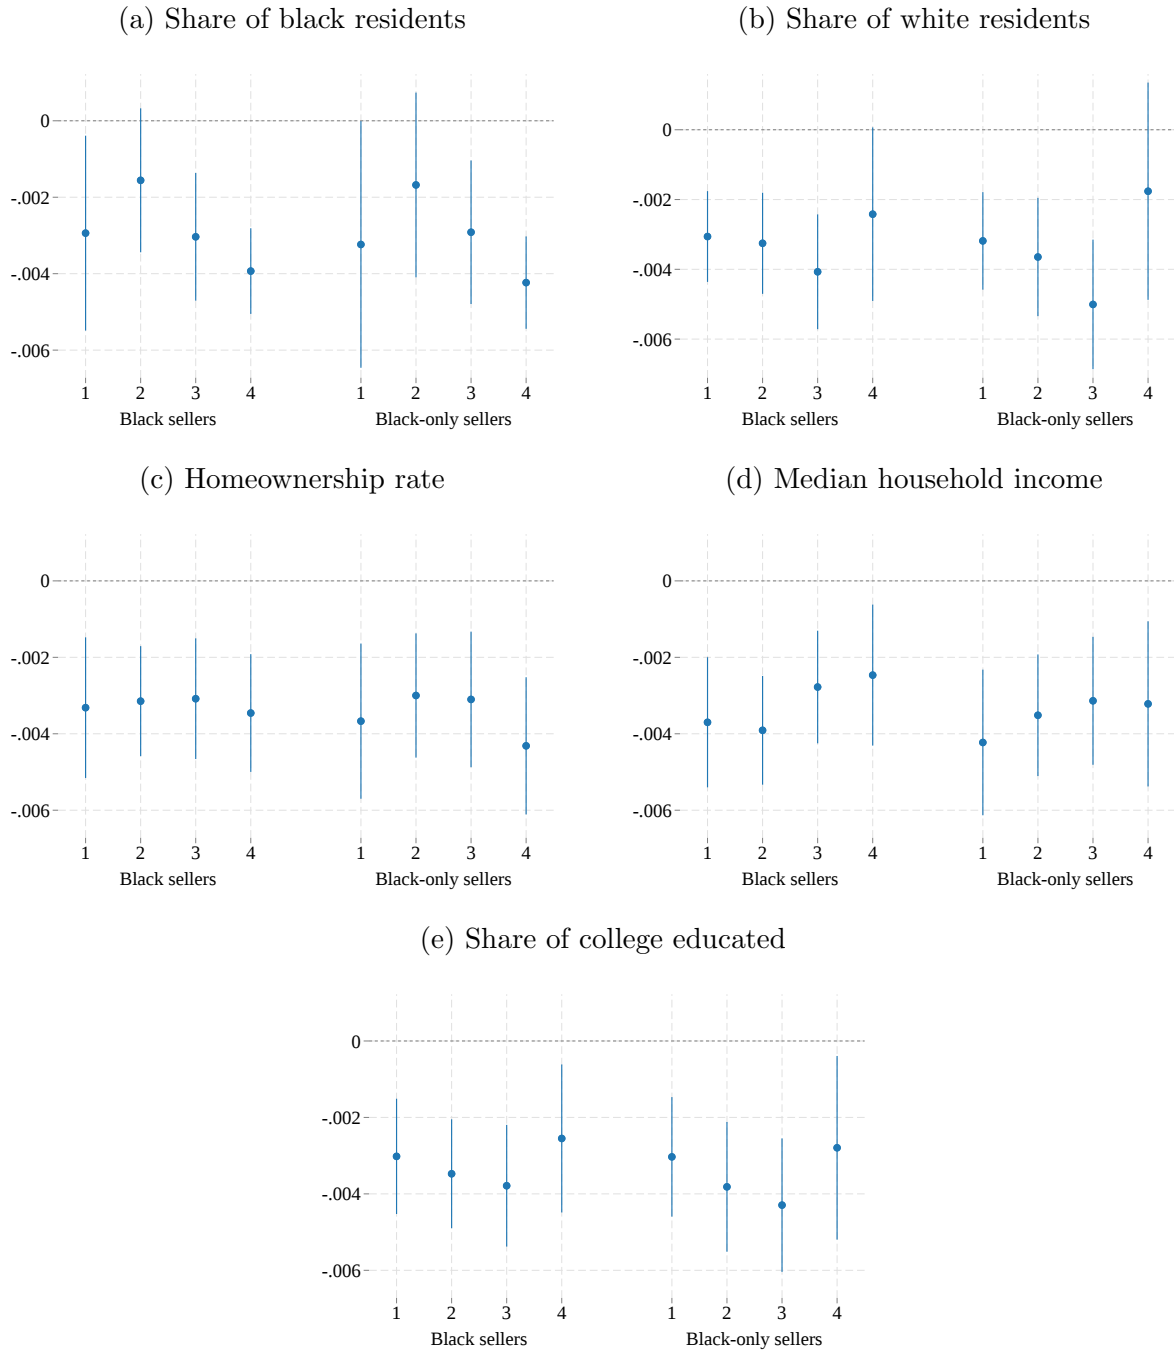 (a) Share of black residents
0
-.002
-.004
-.006
1 2 3 4 1 2 3 4
Black sellers Black-only sellers
(b) Share of white residents
0
-.002
-.004
-.006
1 2 3 4 1 2 3 4
Black sellers Black-only sellers
(c) Homeownership rate
0
-.002
-.004
-.006
1 2 3 4 1 2 3 4
Black sellers Black-only sellers
(d) Median household income
0
-.002
-.004
-.006
1 2 3 4 1 2 3 4
Black sellers Black-only sellers
(e) Share of college educated
0
-.002
-.004
-.006
1 2 3 4 1 2 3 4
Black sellers Black-only sellers